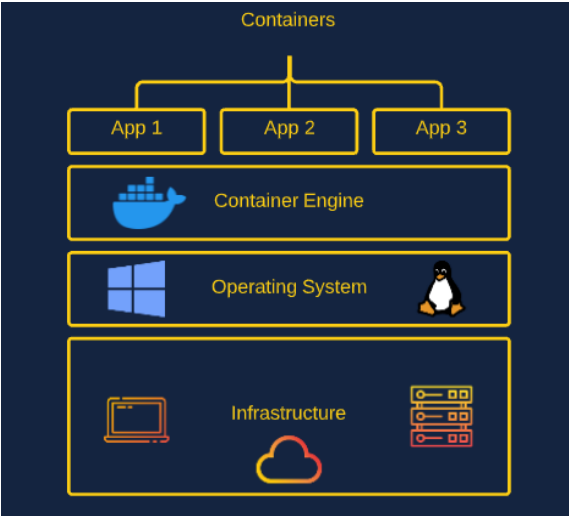 Containers
App 1
App 2
App 3
Container Engine
Operating System
Infrastructure